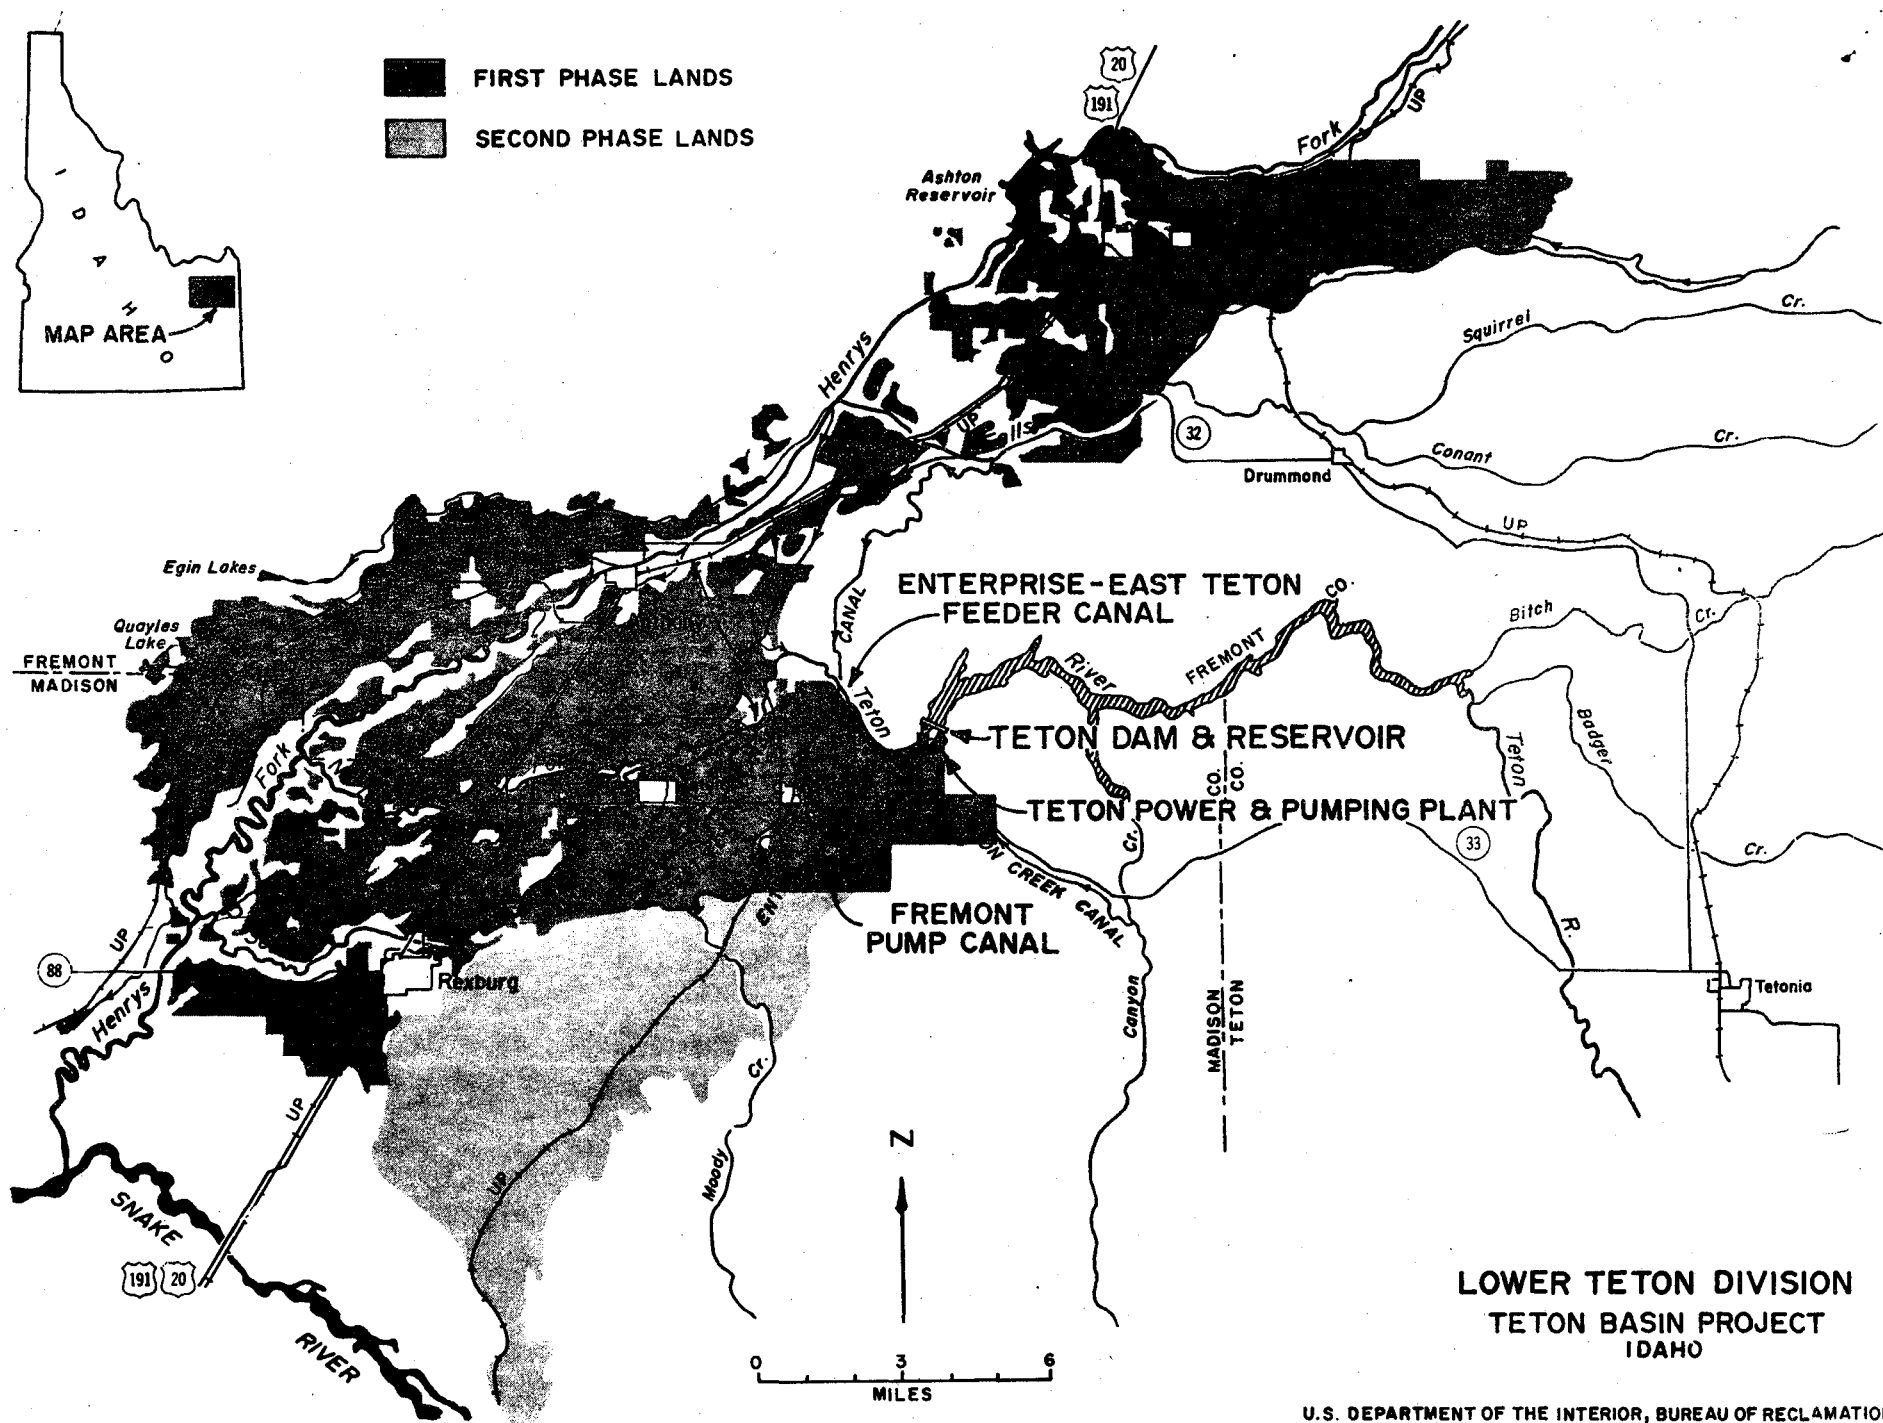 FIRST PHASE LANDS
SECOND PHASE LANDS
I
D
A
H
O
MAP AREA
20
191
Fork
UP
Ashton
Reservoir
Henrys
Squirrel
Cr.
UP
32
Drummond
Conant
Cr.
UP
Egin Lakes
Quayles
Lake
FREMONT
MADISON
ENTERPRISE-EAST TETON
FEEDER CANAL
CANAL
Teton
River
FREMONT
CO.
Bitch
Cr.
Badger
Cr.
Teton
R.
TETON DAM & RESERVOIR
CO.
CO.
TETON POWER & PUMPING PLANT
33
Cr.
CREEK CANAL
FREMONT
PUMP CANAL
Fork
UP
88
Henrys
Rexburg
Canyon
MADISON
TETON
Tetonia
Cr.
Moody
UP
UP
N
SNAKE
RIVER
191
20
0 3 6
MILES
LOWER TETON DIVISION
TETON BASIN PROJECT
IDAHO
U.S. DEPARTMENT OF THE INTERIOR, BUREAU OF RECLAMATION